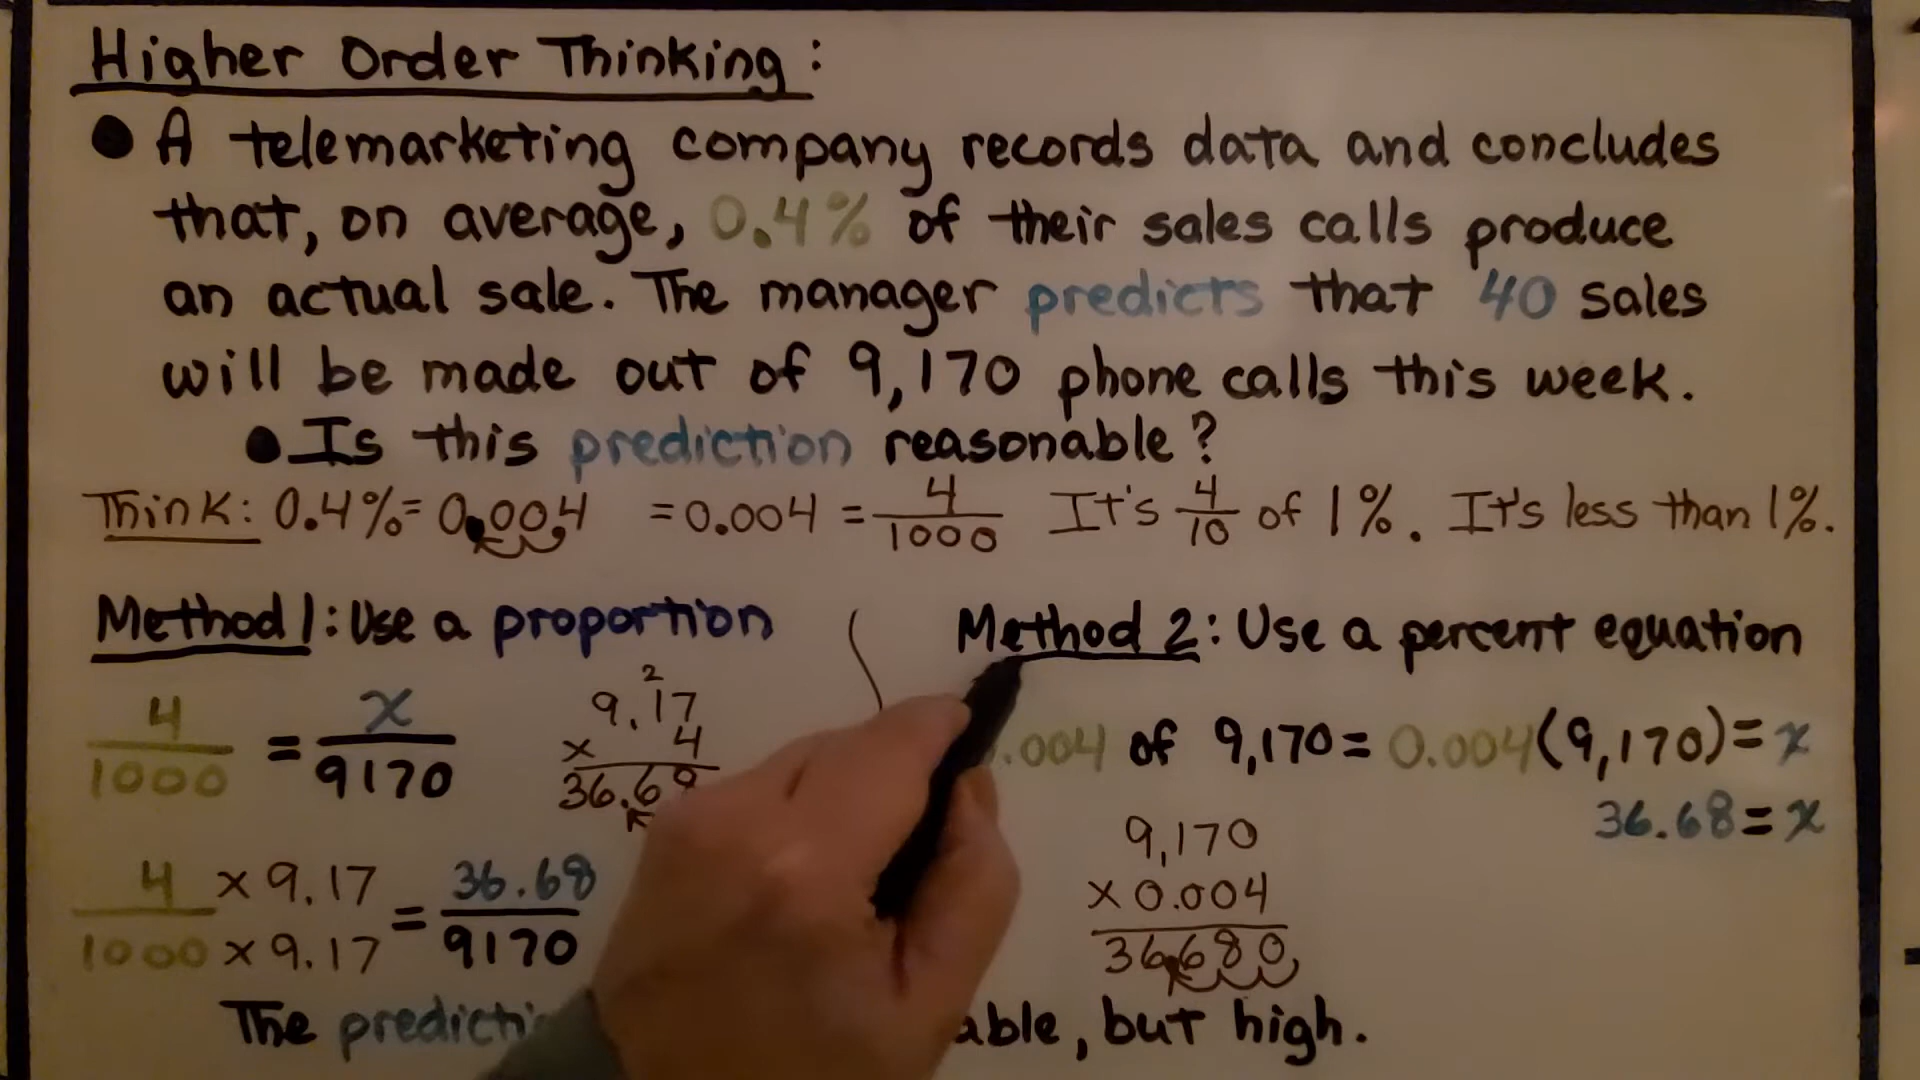 Higher Order Thinking:
● A telemarketing company records data and concludes
that, on average, 0.4% of their sales calls produce
an actual sale. The manager predicts that 40 sales
will be made out of 9,170 phone calls this week.
● Is this prediction reasonable?
Think: 0.4% = 0.004 = 0.004 = 4/1000 It's 4/10 of 1%. It's less than 1%.
Method 1: Use a proportion
4/1000 = x/9170
2
9.17
x 4
36.68
4 x 9.17 / 1000 x 9.17 = 36.68/9170
Method 2: Use a percent equation
.004 of 9,170 = 0.004(9,170) = x
36.68 = x
9,170
x 0.004
36,680
The able, but high.